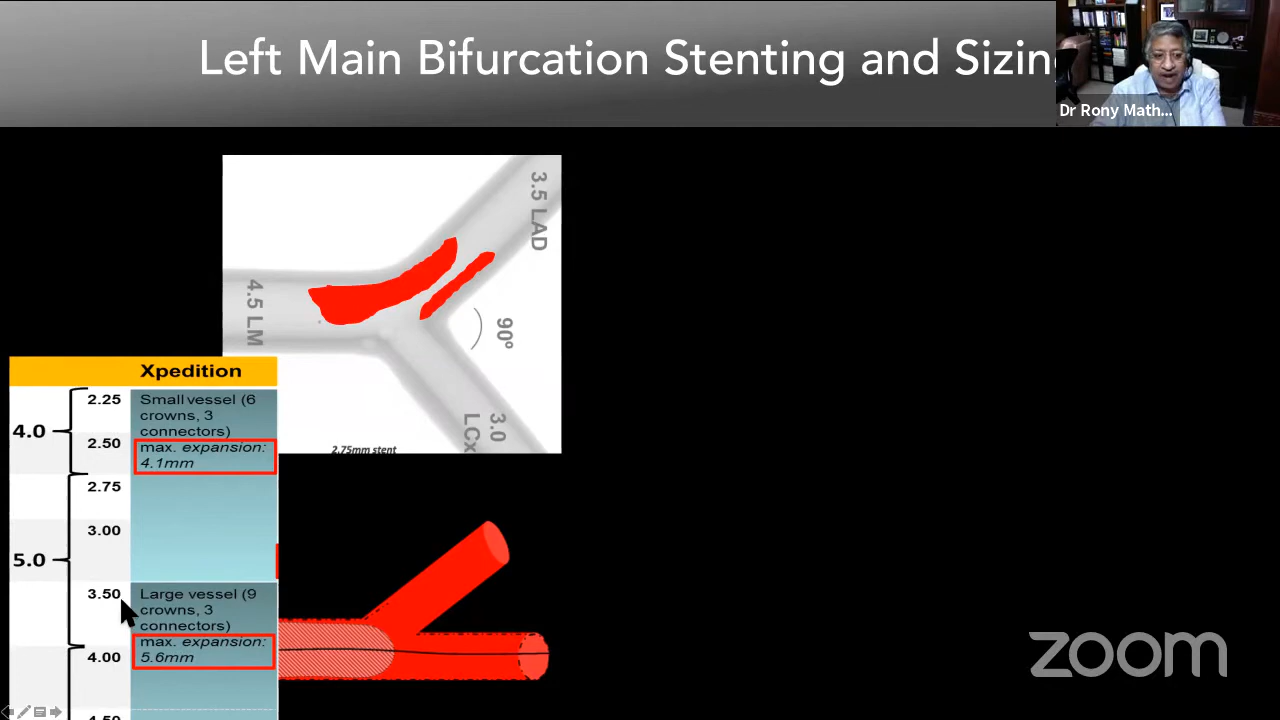 Left Main Bifurcation Stenting and Sizin
Dr Rony Math...
3.5 LAD
4.5 LM
90º
3.0
LCx
2.75mm stent
Xpedition
4.0
2.25
2.50
Small vessel (6
crowns, 3
connectors)
max. expansion:
4.1mm
2.75
3.00
5.0
3.50
4.00
Large vessel (9
crowns, 3
connectors)
max. expansion:
5.6mm
4.50
zoom